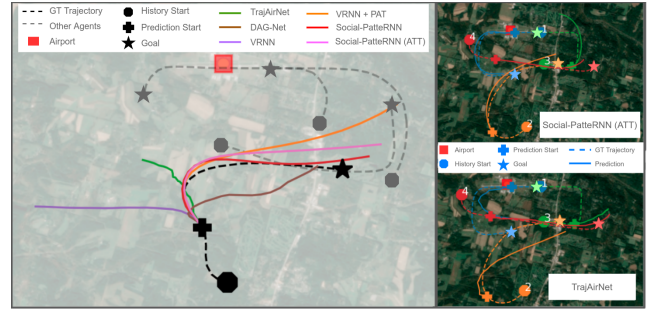 GT Trajectory
History Start
TrajAirNet
VRNN + PAT
Other Agents
Prediction Start
DAG-Net
Social-PatteRNN
Airport
Goal
VRNN
Social-PatteRNN (ATT)
4
1
3
2
Social-PatteRNN (ATT)
Airport
Prediction Start
GT Trajectory
History Start
Goal
Prediction
4
1
3
2
TrajAirNet